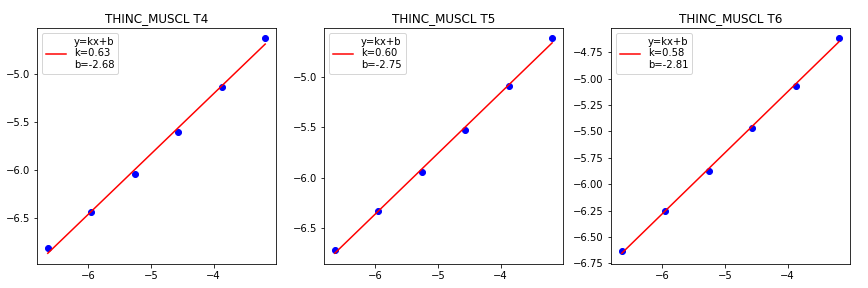 THINC_MUSCL T4
y=kx+b
k=0.63
b=-2.68
−5.0
−5.5
−6.0
−6.5
−6
−5
−4
THINC_MUSCL T5
y=kx+b
k=0.60
b=-2.75
−5.0
−5.5
−6.0
−6.5
−6
−5
−4
THINC_MUSCL T6
y=kx+b
k=0.58
b=-2.81
−4.75
−5.00
−5.25
−5.50
−5.75
−6.00
−6.25
−6.50
−6.75
−6
−5
−4